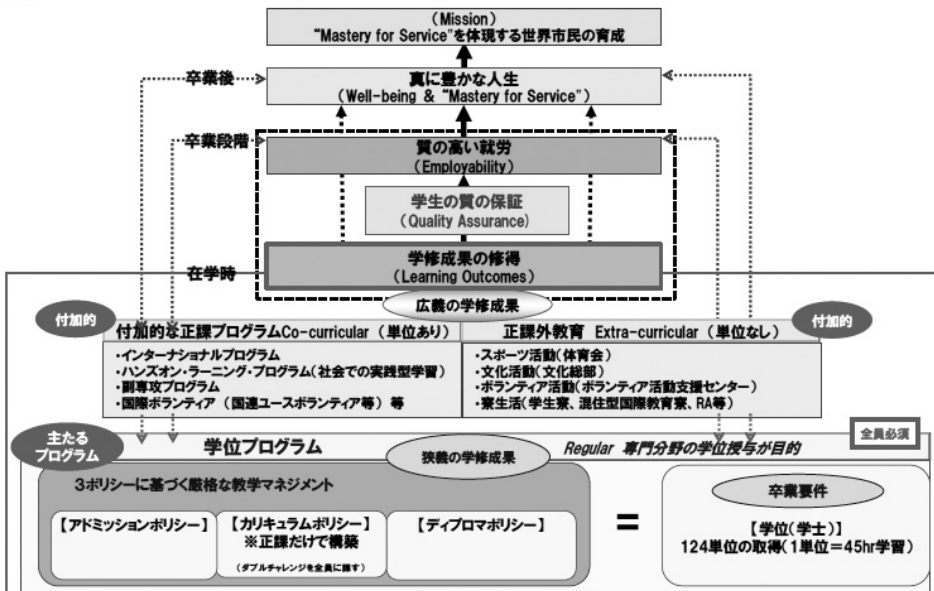 (Mission)
“Mastery for Service”を体現する世界市民の育成
卒業後
真に豊かな人生
(Well-being & “Mastery for Service”)
卒業段階
質の高い就労
(Employability)
学生の質の保証
(Quality Assurance)
在学時
学修成果の修得
(Learning Outcomes)
広義の学修成果
付加的
付加的
付加的な正課プログラムCo-curricular (単位あり)
・インターナショナルプログラム
・ハンズオン・ラーニング・プログラム(社会での実践型学習)
・副専攻プログラム
・国際ボランティア (国連ユースボランティア等) 等
正課外教育 Extra-curricular (単位なし)
・スポーツ活動(体育会)
・文化活動(文化総部)
・ボランティア活動(ボランティア活動支援センター)
・寮生活(学生寮、混住型国際教育寮、RA等)
主たる
プログラム
学位プログラム
狭義の学修成果
Regular 専門分野の学位授与が目的
全員必須
3ポリシーに基づく厳格な教学マネジメント
【アドミッションポリシー】
【カリキュラムポリシー】
※正課だけで構築
(ダブルチャレンジを全員に課す)
【ディプロマポリシー】
=
卒業要件
【学位(学士)】
124単位の取得(1単位=45hr学習)